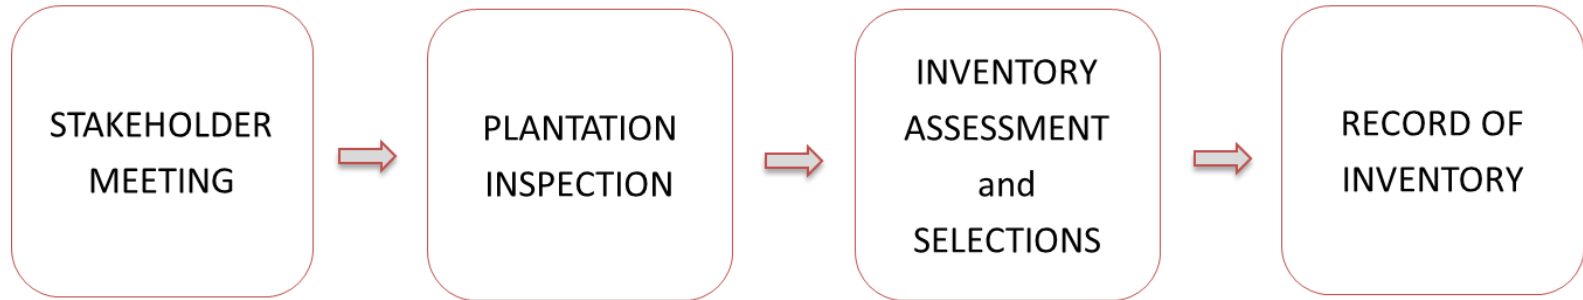 STAKEHOLDER
MEETING
PLANTATION
INSPECTION
INVENTORY
ASSESSMENT
and
SELECTIONS
RECORD OF
INVENTORY